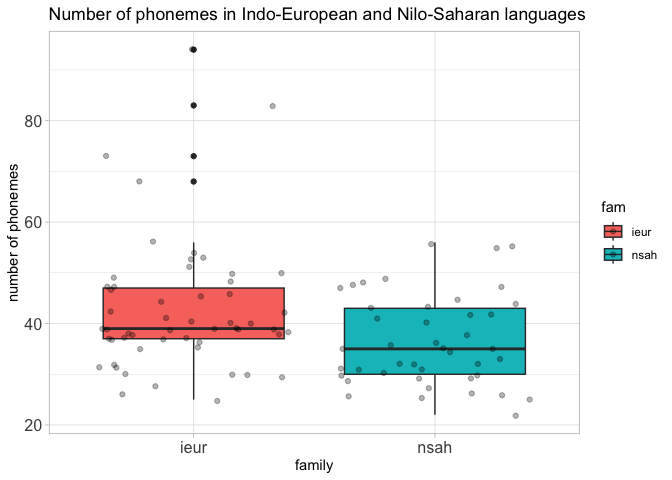 Number of phonemes in Indo-European and Nilo-Saharan languages
80
60
40
20
number of phonemes
ieur
nsah
family
fam
ieur
nsah